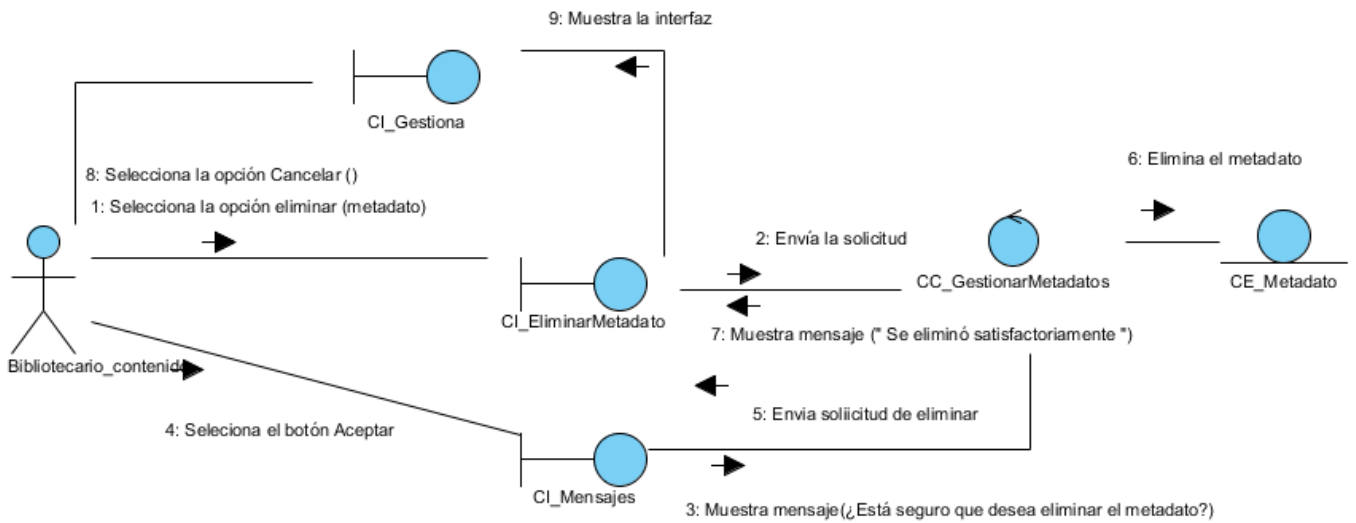 9: Muestra la interfaz
CI_Gestiona
6: Elimina el metadato
8: Selecciona la opción Cancelar ()
1: Selecciona la opción eliminar (metadato)
2: Envía la solicitud
CC_GestionarMetadatos
CE_Metadato
CI_EliminarMetadato
7: Muestra mensaje (" Se eliminó satisfactoriamente ")
Bibliotecario_contenido
5: Envia soliicitud de eliminar
4: Seleciona el botón Aceptar
CI_Mensajes
3: Muestra mensaje(¿Está seguro que desea eliminar el metadato?)